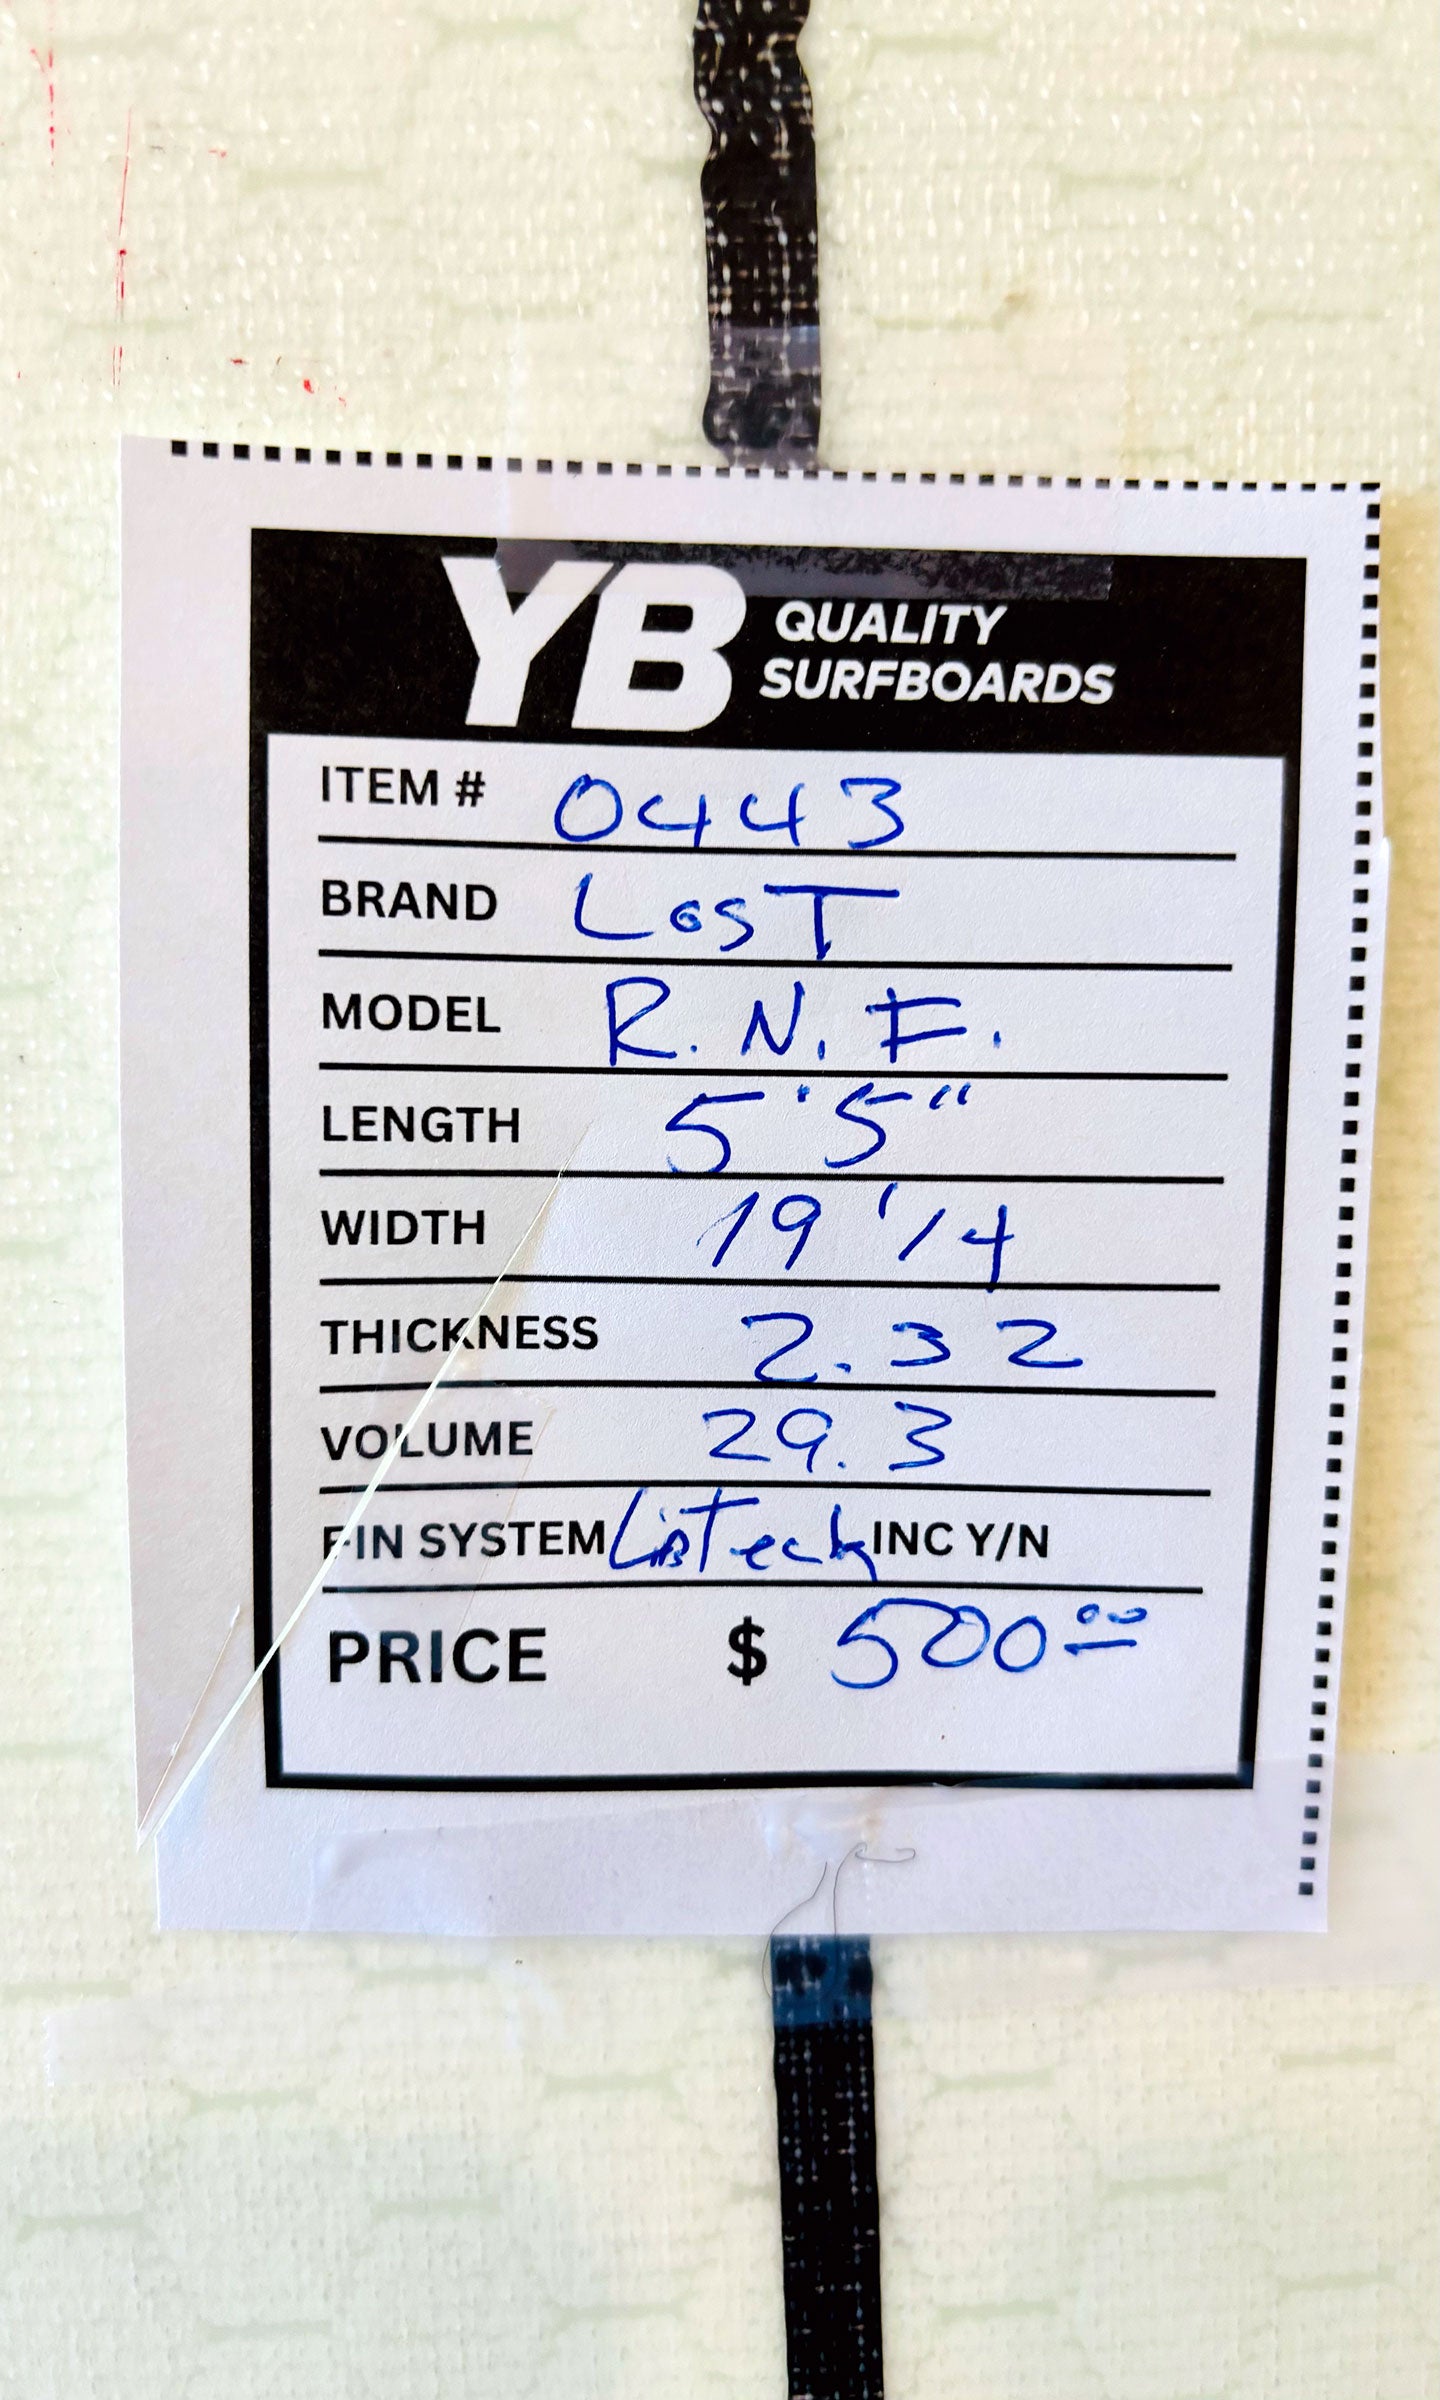 YB QUALITY
SURFBOARDS
ITEM # 0443
BRAND LosT
MODEL R. N. F.
LENGTH 5'5"
WIDTH 19 1/4
THICKNESS 2.32
VOLUME 29.3
FIN SYSTEM INC Y/N
PRICE $ 500.00